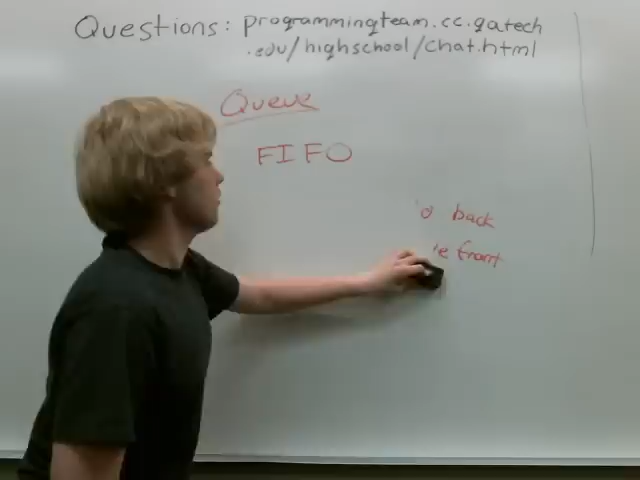 Questions: programmingteam.cc.gatech
.edu/highschool/chat.html
Queue
FIFO
back
front